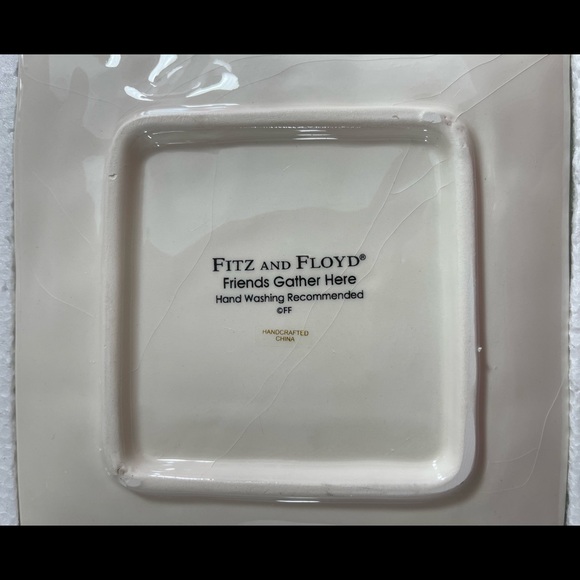 FITZ AND FLOYD®
Friends Gather Here
Hand Washing Recommended
©FF
HANDCRAFTED
CHINA